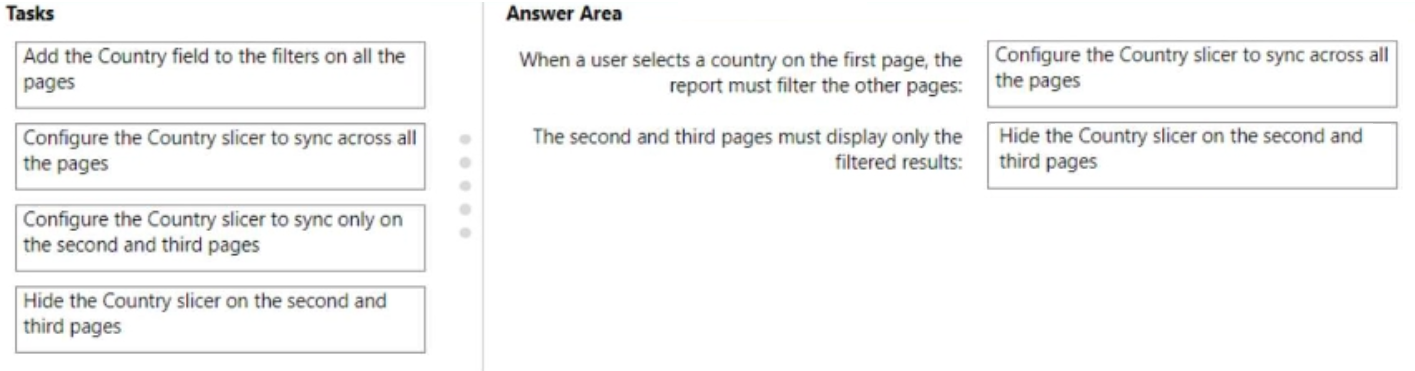 Tasks
Add the Country field to the filters on all the
pages
Configure the Country slicer to sync across all
the pages
Configure the Country slicer to sync only on
the second and third pages
Hide the Country slicer on the second and
third pages
Answer Area
When a user selects a country on the first page, the
report must filter the other pages:
Configure the Country slicer to sync across all
the pages
The second and third pages must display only the
filtered results:
Hide the Country slicer on the second and
third pages